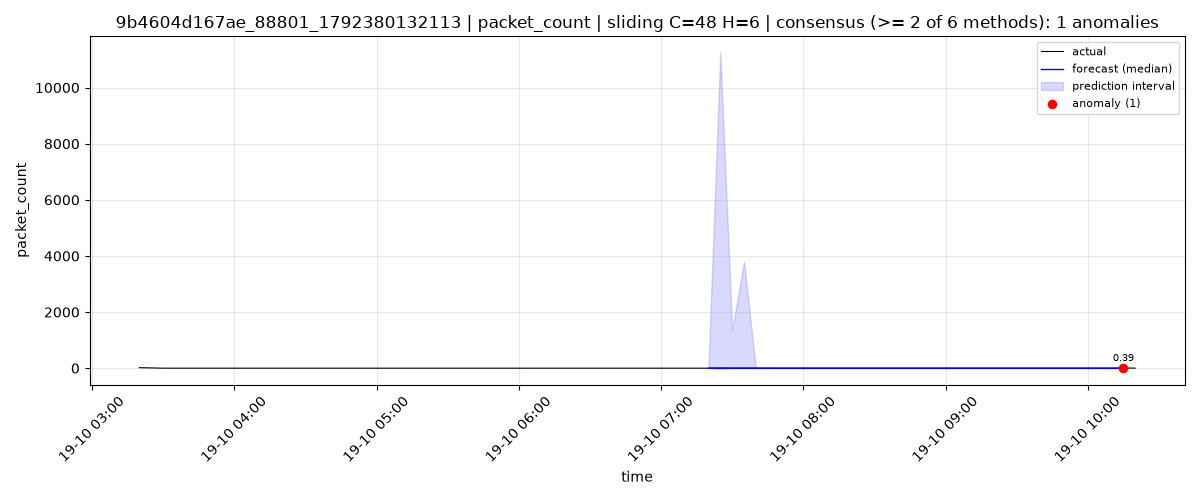 9b4604d167ae_88801_1792380132113 | packet_count | sliding C=48 H=6 | consensus (>= 2 of 6 methods): 1 anomalies
actual
forecast (median)
prediction interval
anomaly (1)
packet_count
10000
8000
6000
4000
2000
0
0.39
19-10 03:00
19-10 04:00
19-10 05:00
19-10 06:00
19-10 07:00
19-10 08:00
19-10 09:00
19-10 10:00
time